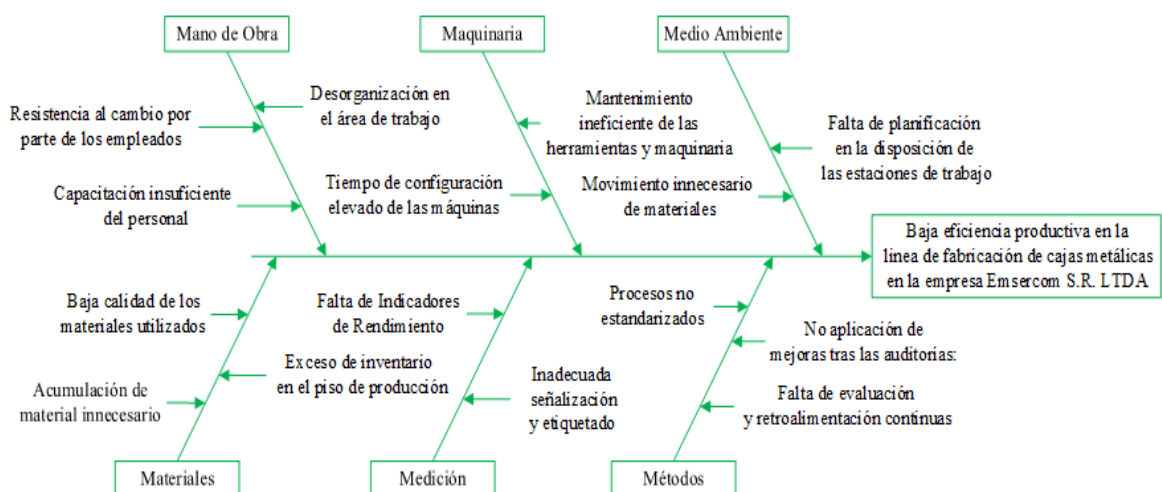 Mano de Obra
Maquinaria
Medio Ambiente
Desorganización en
el área de trabajo
Resistencia al cambio por
parte de los empleados
Capacitación insuficiente
del personal
Mantenimiento
ineficiente de las
herramientas y maquinaria
Tiempo de configuración
elevado de las máquinas
Falta de planificación
en la disposición de
las estaciones de trabajo
Movimiento innecesario
de materiales
Baja eficiencia productiva en la
linea de fabricación de cajas metálicas
en la empresa Emsercom S.R. LTDA
Baja calidad de los
materiales utilizados
Exceso de inventario
en el piso de producción
Acumulación de
material innecesario
Falta de Indicadores
de Rendimiento
Inadecuada
señalización
y etiquetado
Procesos no
estandarizados
No aplicación de
mejoras tras las auditorías:
Falta de evaluación
y retroalimentación continuas
Materiales
Medición
Métodos